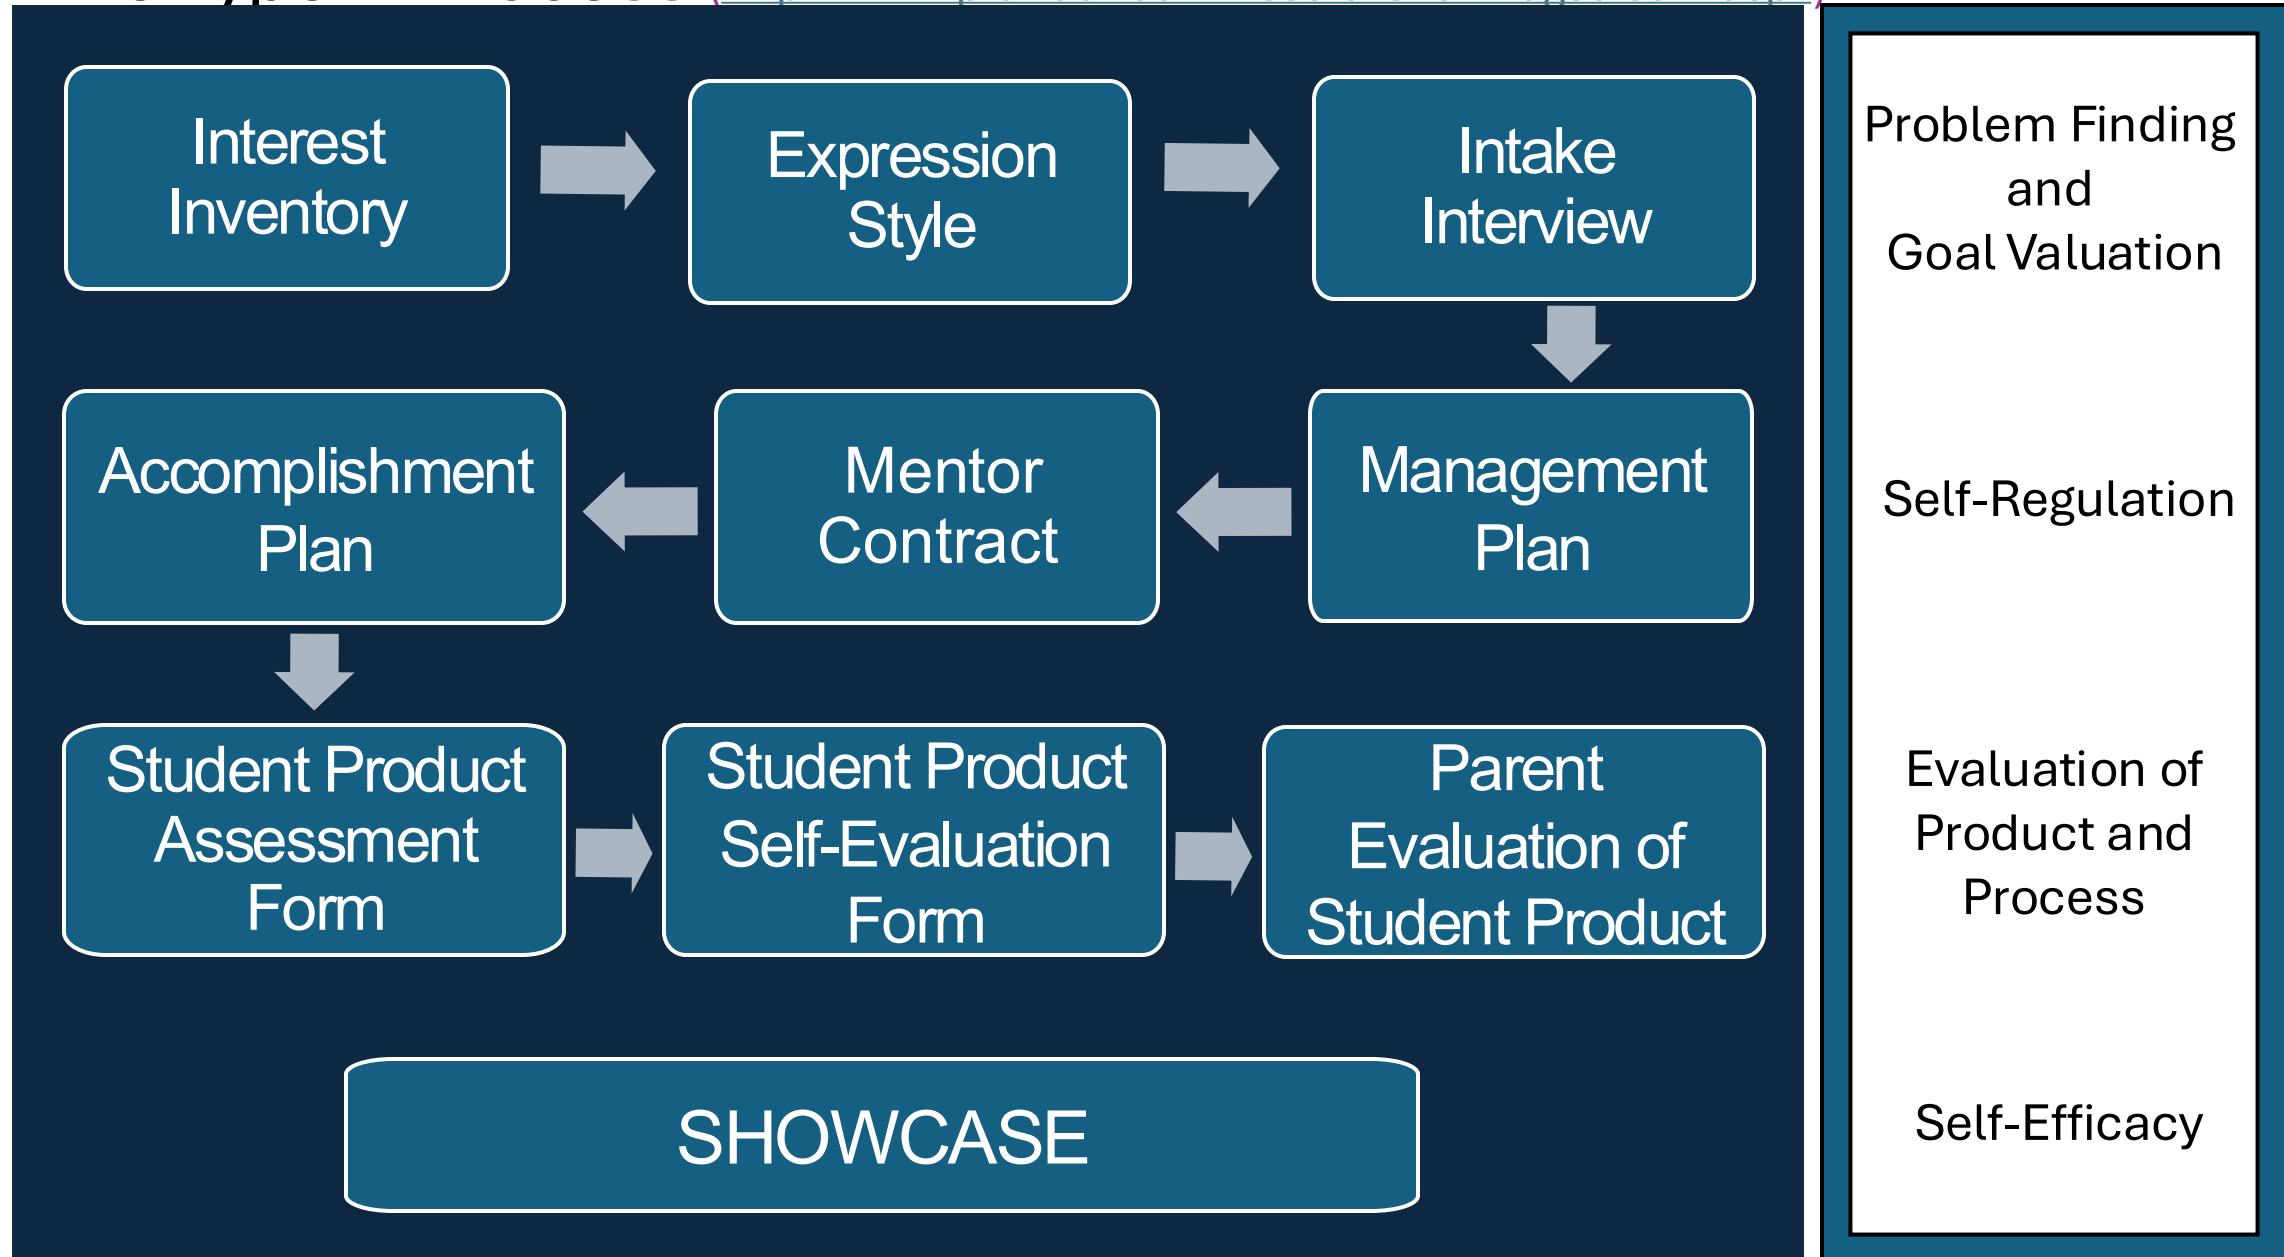 Interest
Inventory
Expression
Style
Intake
Interview
Problem Finding
and
Goal Valuation
Accomplishment
Plan
Mentor
Contract
Management
Plan
Self-Regulation
Student Product
Assessment
Form
Student Product
Self-Evaluation
Form
Parent
Evaluation of
Student Product
Evaluation of
Product and
Process
SHOWCASE
Self-Efficacy